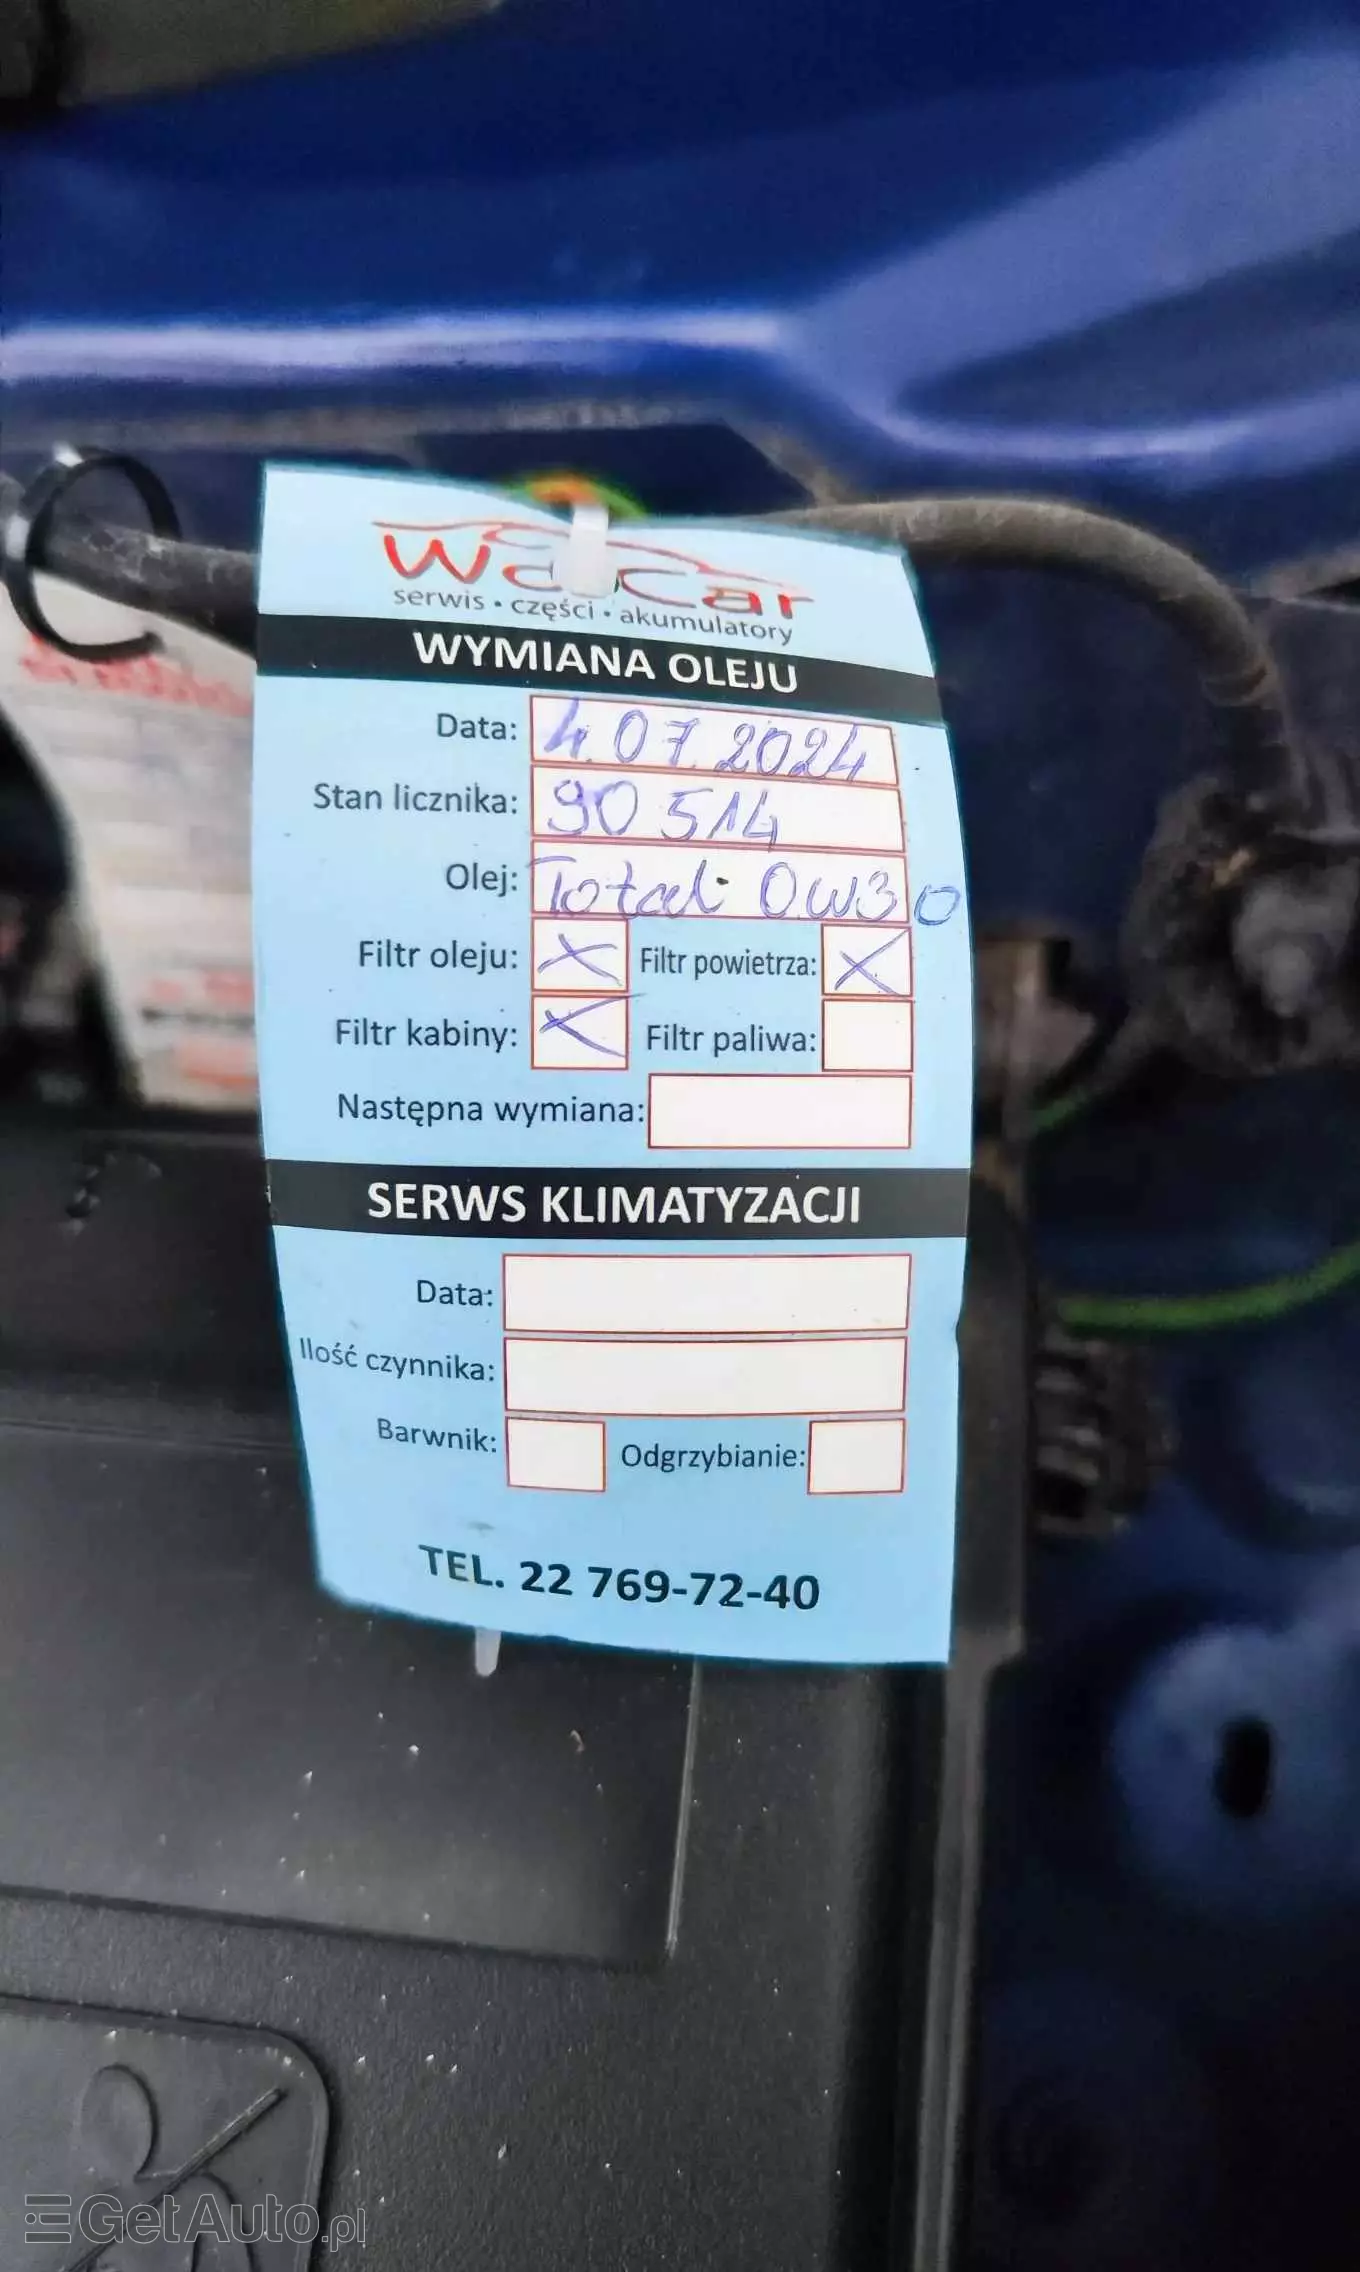 serwis • części • akumulatory
WYMIANA OLEJU
Data: 4.07.2024
Stan licznika: 90 514
Olej: Total 0W30
Filtr oleju: X Filtr powietrza: X
Filtr kabiny: X Filtr paliwa:
Następna wymiana:
SERWS KLIMATYZACJI
Data:
Ilość czynnika:
Barwnik: Odgrzybianie:
TEL. 22 769-72-40
GetAuto.pl